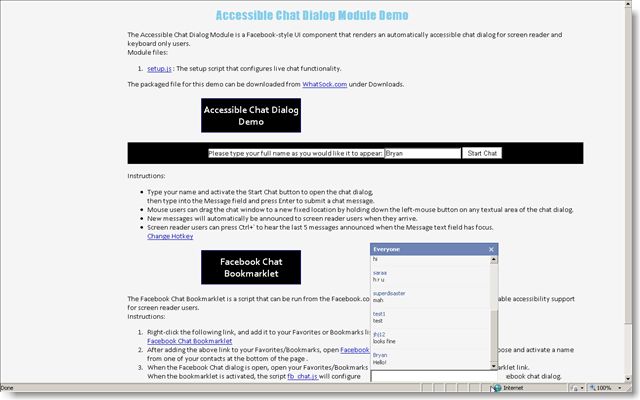 Accessible Chat Dialog Module Demo
The Accessible Chat Dialog Module is a Facebook-style UI component that renders an automatically accessible chat dialog for screen reader and
keyboard only users.
Module files:
1. setup.js : The setup script that configures live chat functionality.
The packaged file for this demo can be downloaded from WhatSock.com under Downloads.
Accessible Chat Dialog
Demo
Please type your full name as you would like it to appear: Bryan Start Chat
Instructions:
• Type your name and activate the Start Chat button to open the chat dialog,
then type into the Message field and press Enter to submit a chat message.
• Mouse users can drag the chat window to a new fixed location by holding down the left-mouse button on any textual area of the chat dialog.
• New messages will automatically be announced to screen reader users when they arrive.
• Screen reader users can press Ctrl+` to hear the last 5 messages announced when the Message text field has focus.
Change Hotkey
Facebook Chat
Bookmarklet
Everyone
hi
saraa
h r u
superdisaster
mah
test1
test
jhj12
looks fine
Bryan
Hello!
The Facebook Chat Bookmarklet is a script that can be run from the Facebook.co able accessibility support
for screen reader users.
Instructions:
1. Right-click the following link, and add it to your Favorites or Bookmarks lis
Facebook Chat Bookmarklet
2. After adding the above link to your Favorites/Bookmarks, open Facebook oose and activate a name
from one of your contacts at the bottom of the page .
3. When the Facebook Chat dialog is open, open your Favorites/Bookmarks marklet link.
When the bookmarklet is activated, the script fb_chat.js will configure ebook chat dialog.
Done Internet